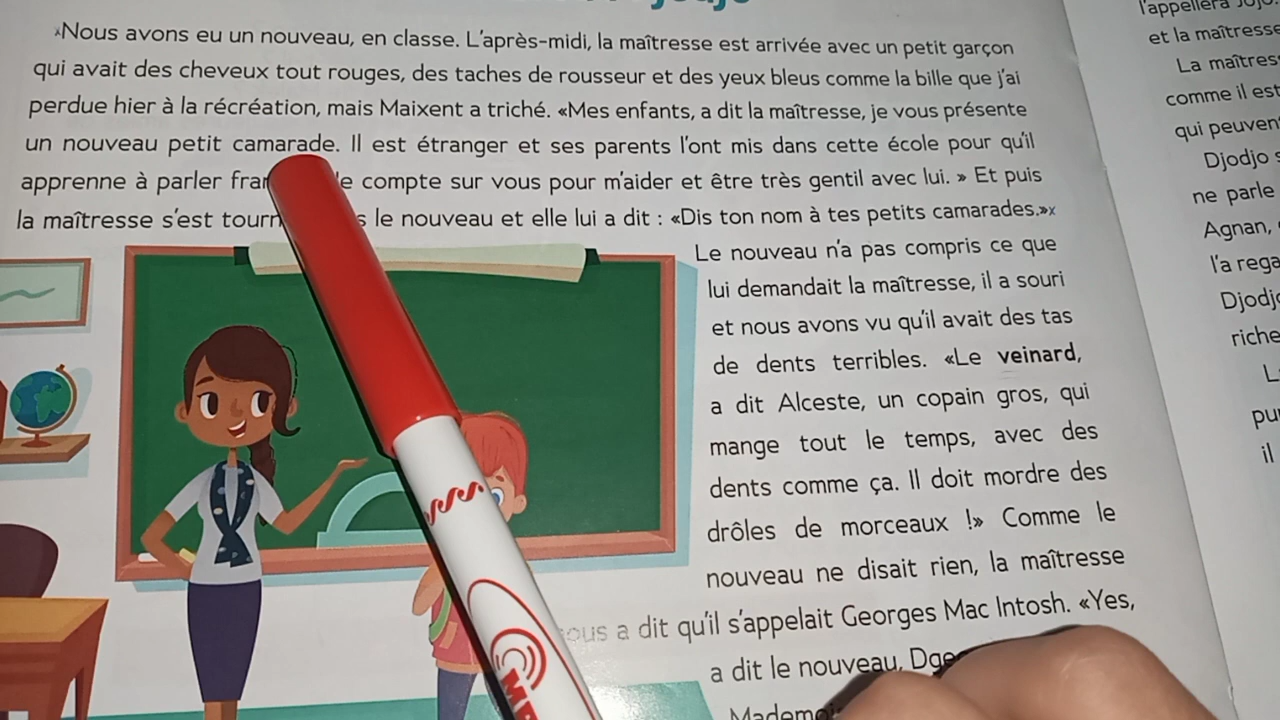 Nous avons eu un nouveau, en classe. L'après-midi, la maîtresse est arrivée avec un petit garçon
qui avait des cheveux tout rouges, des taches de rousseur et des yeux bleus comme la bille que j'ai
perdue hier à la récréation, mais Maixent a triché. «Mes enfants, a dit la maîtresse, je vous présente
un nouveau petit camarade. Il est étranger et ses parents l'ont mis dans cette école pour qu'il
apprenne à parler compte sur vous pour m'aider et être très gentil avec lui. » Et puis
la maîtresse s'est le nouveau et elle lui a dit : «Dis ton nom à tes petits camarades.»
Le nouveau n'a pas compris ce que
lui demandait la maîtresse, il a souri
et nous avons vu qu'il avait des tas
de dents terribles. «Le veinard,
a dit Alceste, un copain gros, qui
mange tout le temps, avec des
dents comme ça. Il doit mordre des
drôles de morceaux !» Comme le
nouveau ne disait rien, la maîtresse
a dit qu'il s'appelait Georges Mac Intosh. «Yes,
a dit le nouveau,
l'appellera
et la maîtresse
La
comme il est
qui
Djodjo
ne parle
Agnan,
l'a
riche
il